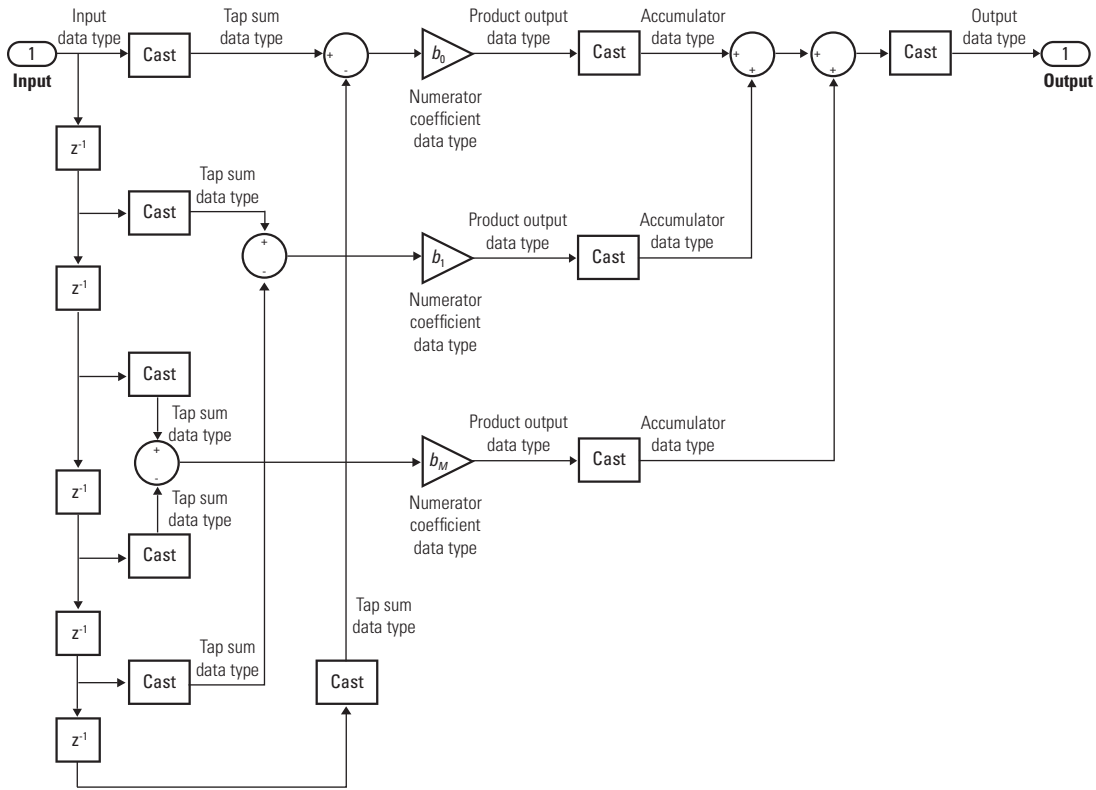 Input
data type
Tap sum
data type
Product output
data type
Accumulator
data type
Output
data type
1
Input
Cast
+
-
b0
Cast
+
+
+
+
Cast
1
Output
Numerator
coefficient
data type
z-1
Tap sum
data type
Cast
+
-
Product output
data type
Accumulator
data type
b1
Cast
z-1
Numerator
coefficient
data type
Cast
Tap sum
data type
+
-
Product output
data type
Accumulator
data type
bM
Cast
z-1
Tap sum
data type
Numerator
coefficient
data type
Cast
z-1
Tap sum
data type
Tap sum
data type
Cast
Cast
z-1